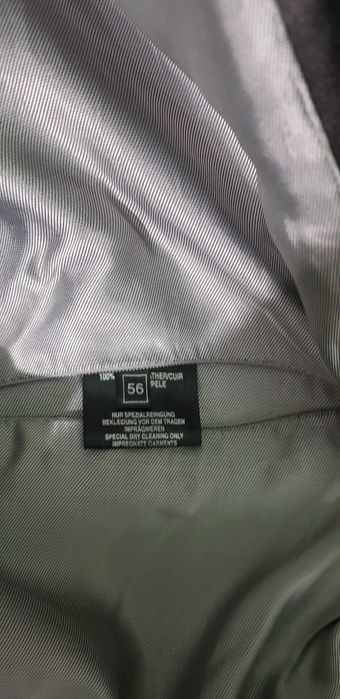 100% THER/CUIR
56 PELE
NUR SPEZIALREINIGUNG
BEKLEIDUNG VOR DEM TRAGEN
IMPRÄGNIEREN
SPECIAL DRY CLEANING ONLY
IMPREGNATE GARMENTS